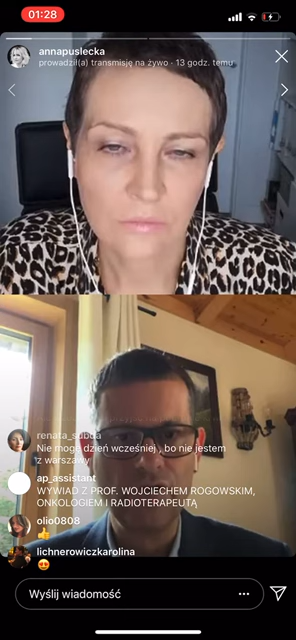 01:28
annapuslecka
prowadził(a) transmisję na żywo · 13 godz. temu
renata_subda
Nie mogę dzień wcześniej , bo nie jestem
z warszawy
ap_assistant
WYWIAD Z PROF. WOJCIECHEM ROGOWSKIM,
ONKOLOGIEM I RADIOTERAPEUTĄ
olio0808
👍
lichnerowiczkarolina
😍
Wyślij wiadomość